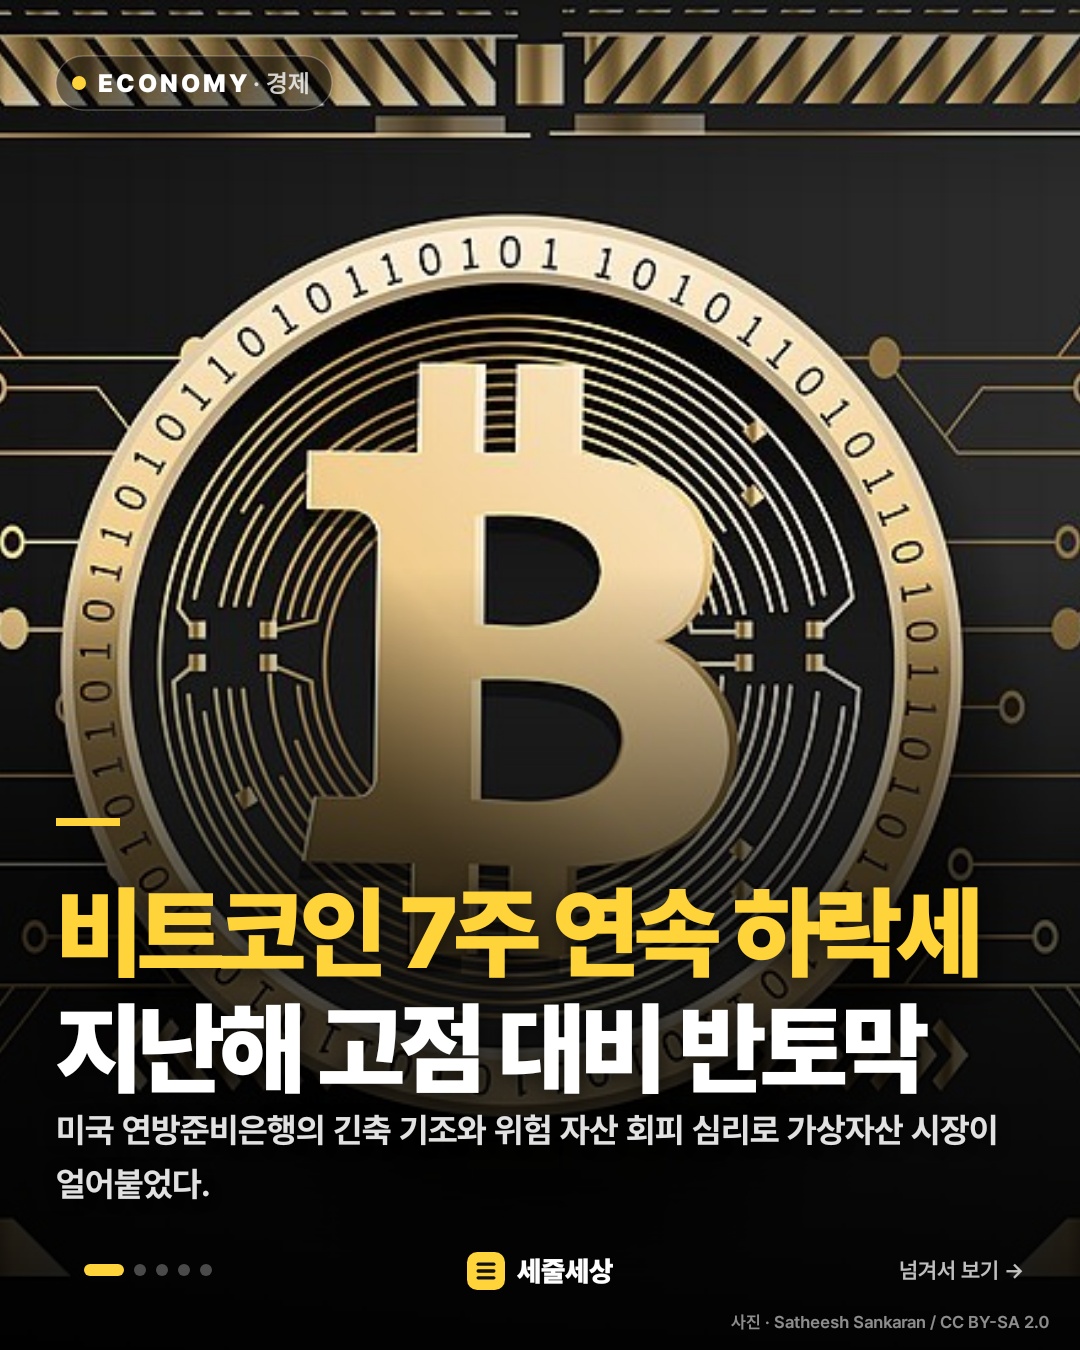 ECONOMY · 경제
비트코인 7주 연속 하락세
지난해 고점 대비 반토막
미국 연방준비은행의 긴축 기조와 위험 자산 회피 심리로 가상자산 시장이
얼어붙었다.
세줄세상
넘겨서 보기 →
사진 · Satheesh Sankaran / CC BY-SA 2.0